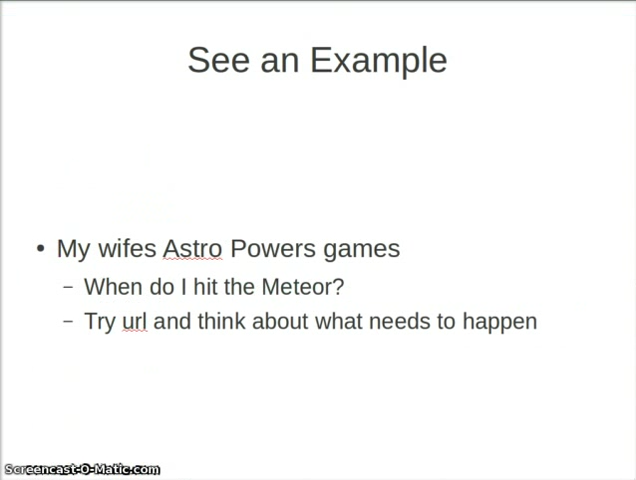 See an Example
• My wifes Astro Powers games
– When do I hit the Meteor?
– Try url and think about what needs to happen
Screencast-O-Matic.com